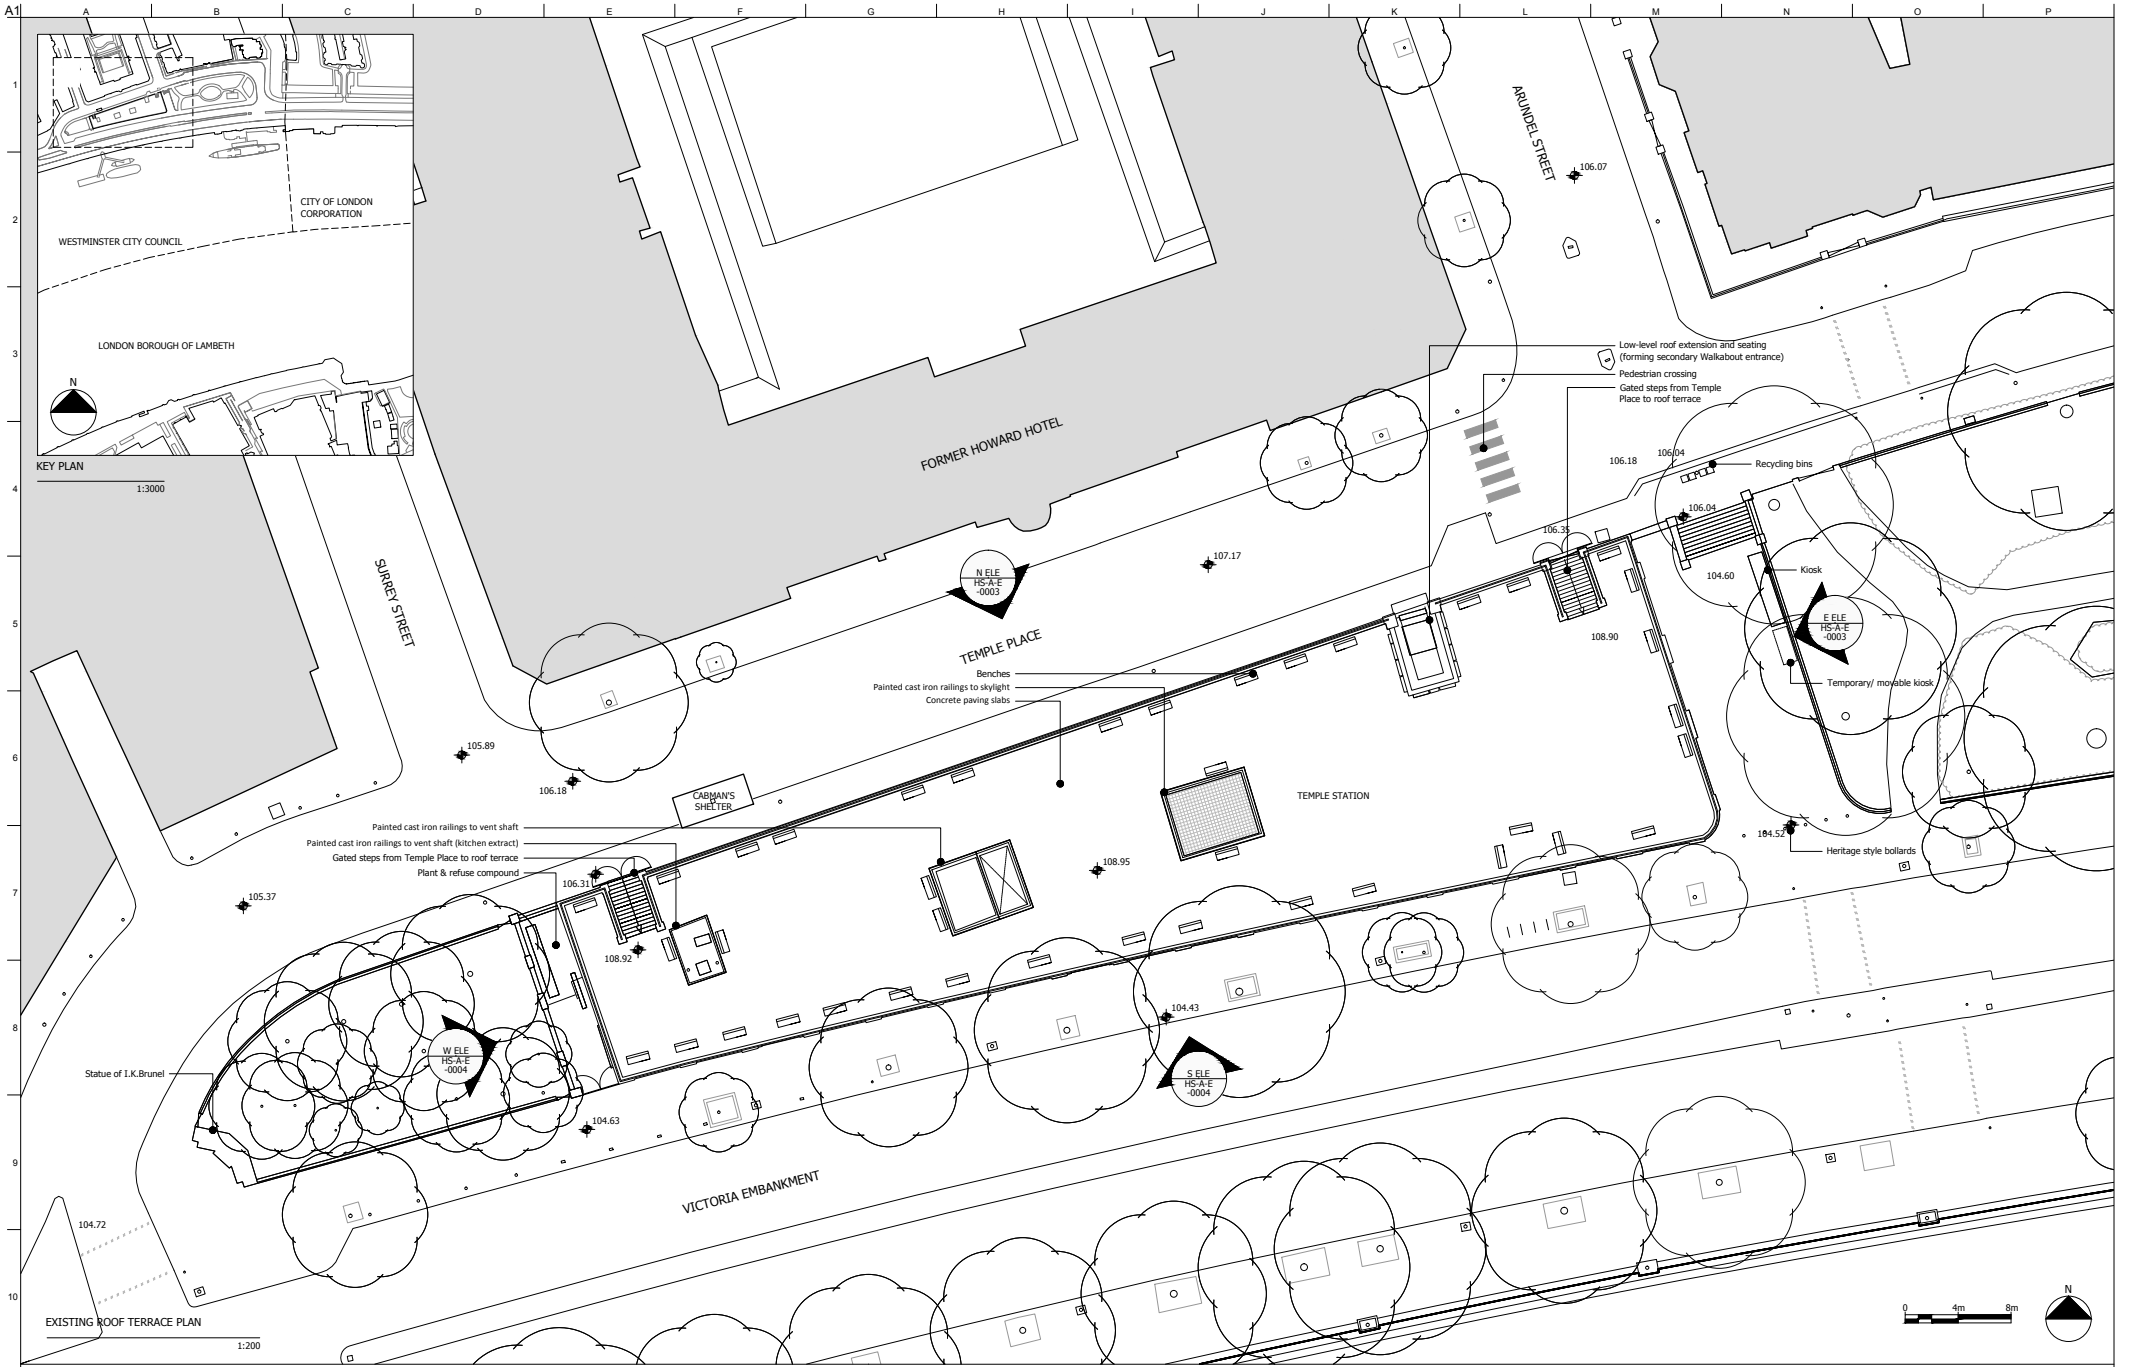 A1
A
B
C
D
E
F
G
H
I
J
K
L
M
N
O
P
1
2
3
4
5
6
7
8
9
10
CITY OF LONDON
CORPORATION
WESTMINSTER CITY COUNCIL
LONDON BOROUGH OF LAMBETH
N
KEY PLAN
1:3000
ARUNDEL STREET
106.07
Low-level roof extension and seating
(forming secondary Walkabout entrance)
Pedestrian crossing
Gated steps from Temple
Place to roof terrace
FORMER HOWARD HOTEL
106.18
106.04
Recycling bins
106.04
106.35
107.17
N ELE
HS-A-E
-0003
SURREY STREET
104.60
Kiosk
E ELE
HS-A-E
-0003
108.90
TEMPLE PLACE
Benches
Painted cast iron railings to skylight
Concrete paving slabs
Temporary/ movable kiosk
105.89
106.18
CABMAN'S
SHELTER
TEMPLE STATION
Painted cast iron railings to vent shaft
Painted cast iron railings to vent shaft (kitchen extract)
Gated steps from Temple Place to roof terrace
Plant & refuse compound
104.52
Heritage style bollards
108.95
106.31
105.37
108.92
104.43
W ELE
HS-A-E
-0004
S ELE
HS-A-E
-0004
Statue of I.K.Brunel
104.63
VICTORIA EMBANKMENT
104.72
EXISTING ROOF TERRACE PLAN
1:200
0
4m
8m
N